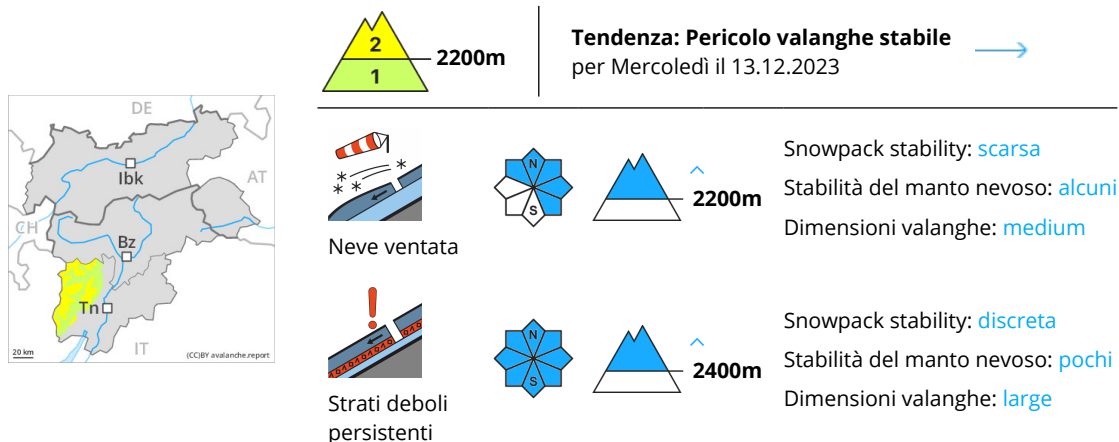 2
1
2200m
Tendenza: Pericolo valanghe stabile
per Mercoledì il 13.12.2023
DE
AT
CH
IT
Ibk
Bz
Tn
20 km
(CC)BY avalanche.report
Neve ventata
N
S
2200m
Snowpack stability: scarsa
Stabilità del manto nevoso: alcuni
Dimensioni valanghe: medium
Strati deboli
persistenti
N
S
2400m
Snowpack stability: discreta
Stabilità del manto nevoso: pochi
Dimensioni valanghe: large